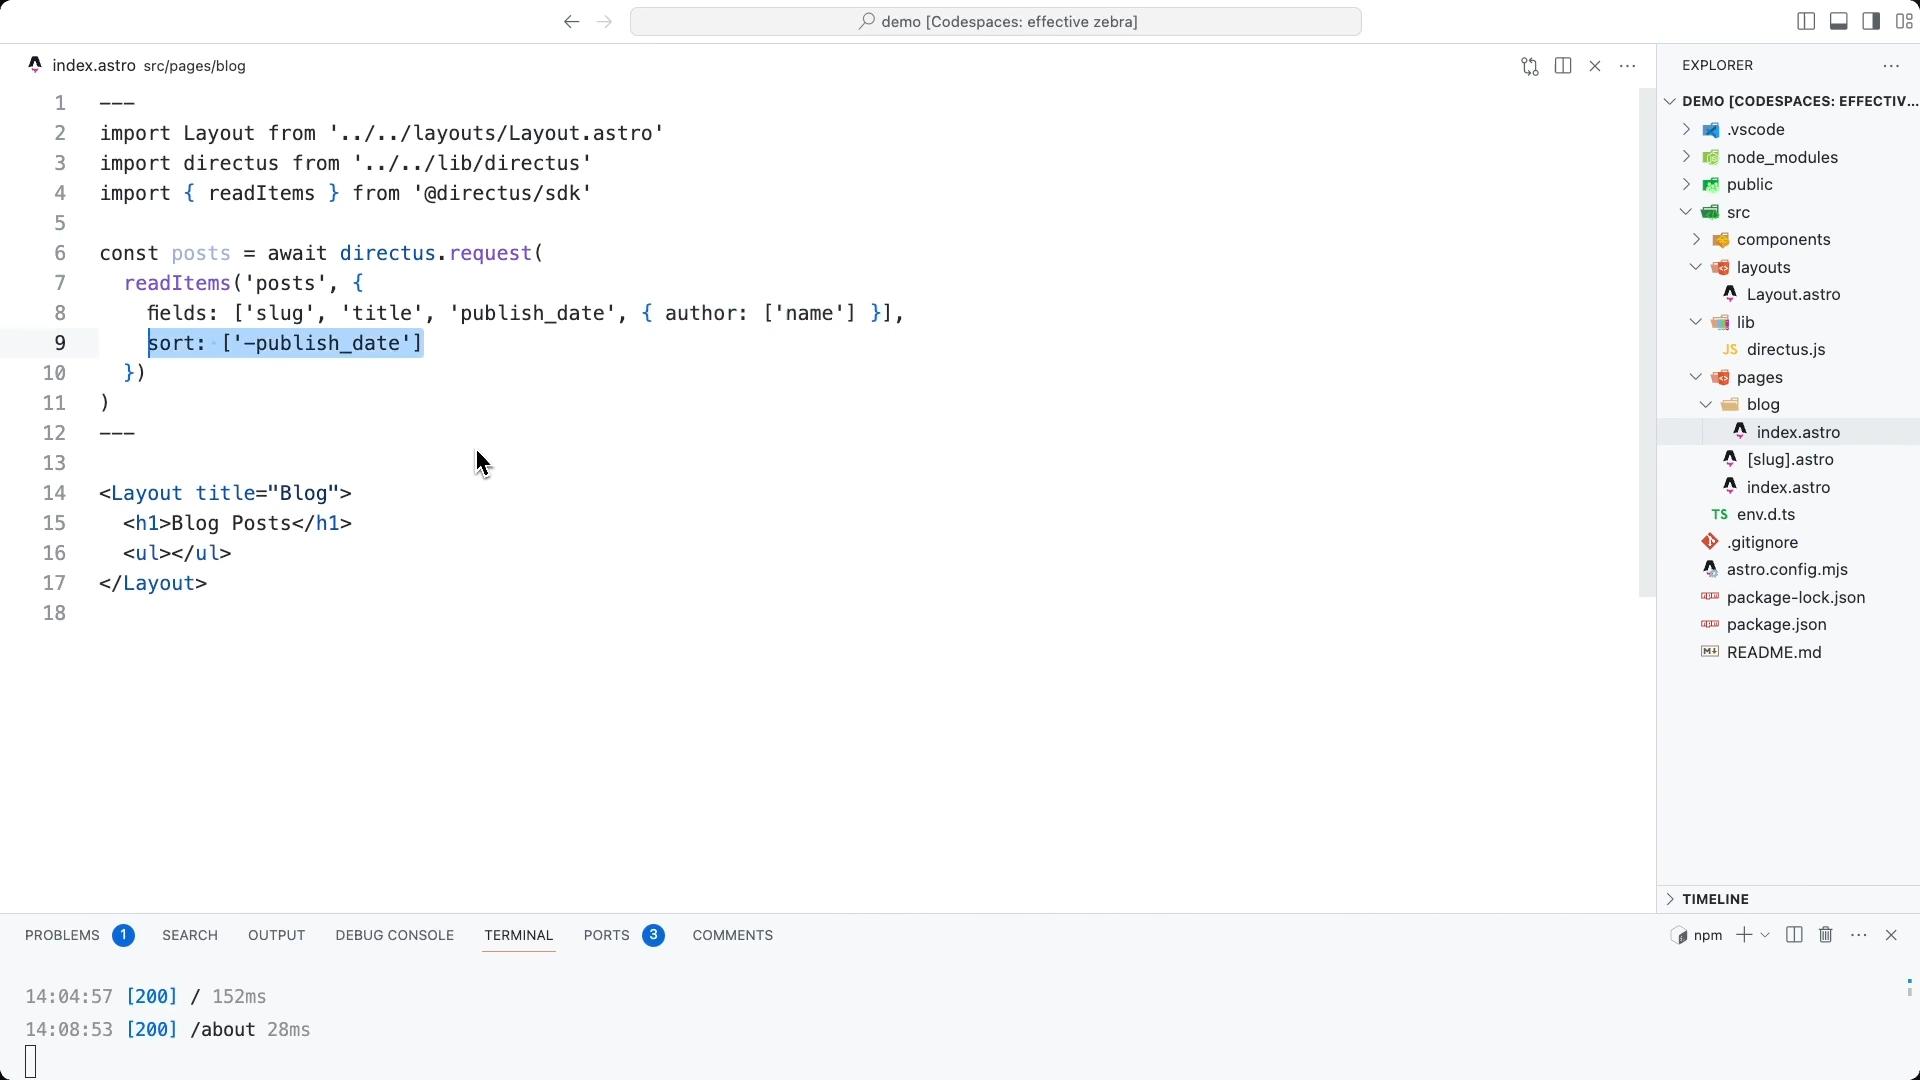 demo [Codespaces: effective zebra]
index.astro src/pages/blog
1 ---
2 import Layout from '../../layouts/Layout.astro'
3 import directus from '../../lib/directus'
4 import { readItems } from '@directus/sdk'
5
6 const posts = await directus.request(
7   readItems('posts', {
8     fields: ['slug', 'title', 'publish_date', { author: ['name'] }],
9     sort: ['-publish_date']
10   })
11 )
12 ---
13
14 <Layout title="Blog">
15   <h1>Blog Posts</h1>
16   <ul></ul>
17 </Layout>
18
EXPLORER
DEMO [CODESPACES: EFFECTIV...
.vscode
node_modules
public
src
components
layouts
Layout.astro
lib
JS directus.js
pages
blog
index.astro
[slug].astro
index.astro
TS env.d.ts
.gitignore
astro.config.mjs
package-lock.json
package.json
README.md
TIMELINE
PROBLEMS 1 SEARCH OUTPUT DEBUG CONSOLE TERMINAL PORTS 3 COMMENTS
npm
14:04:57 [200] / 152ms
14:08:53 [200] /about 28ms